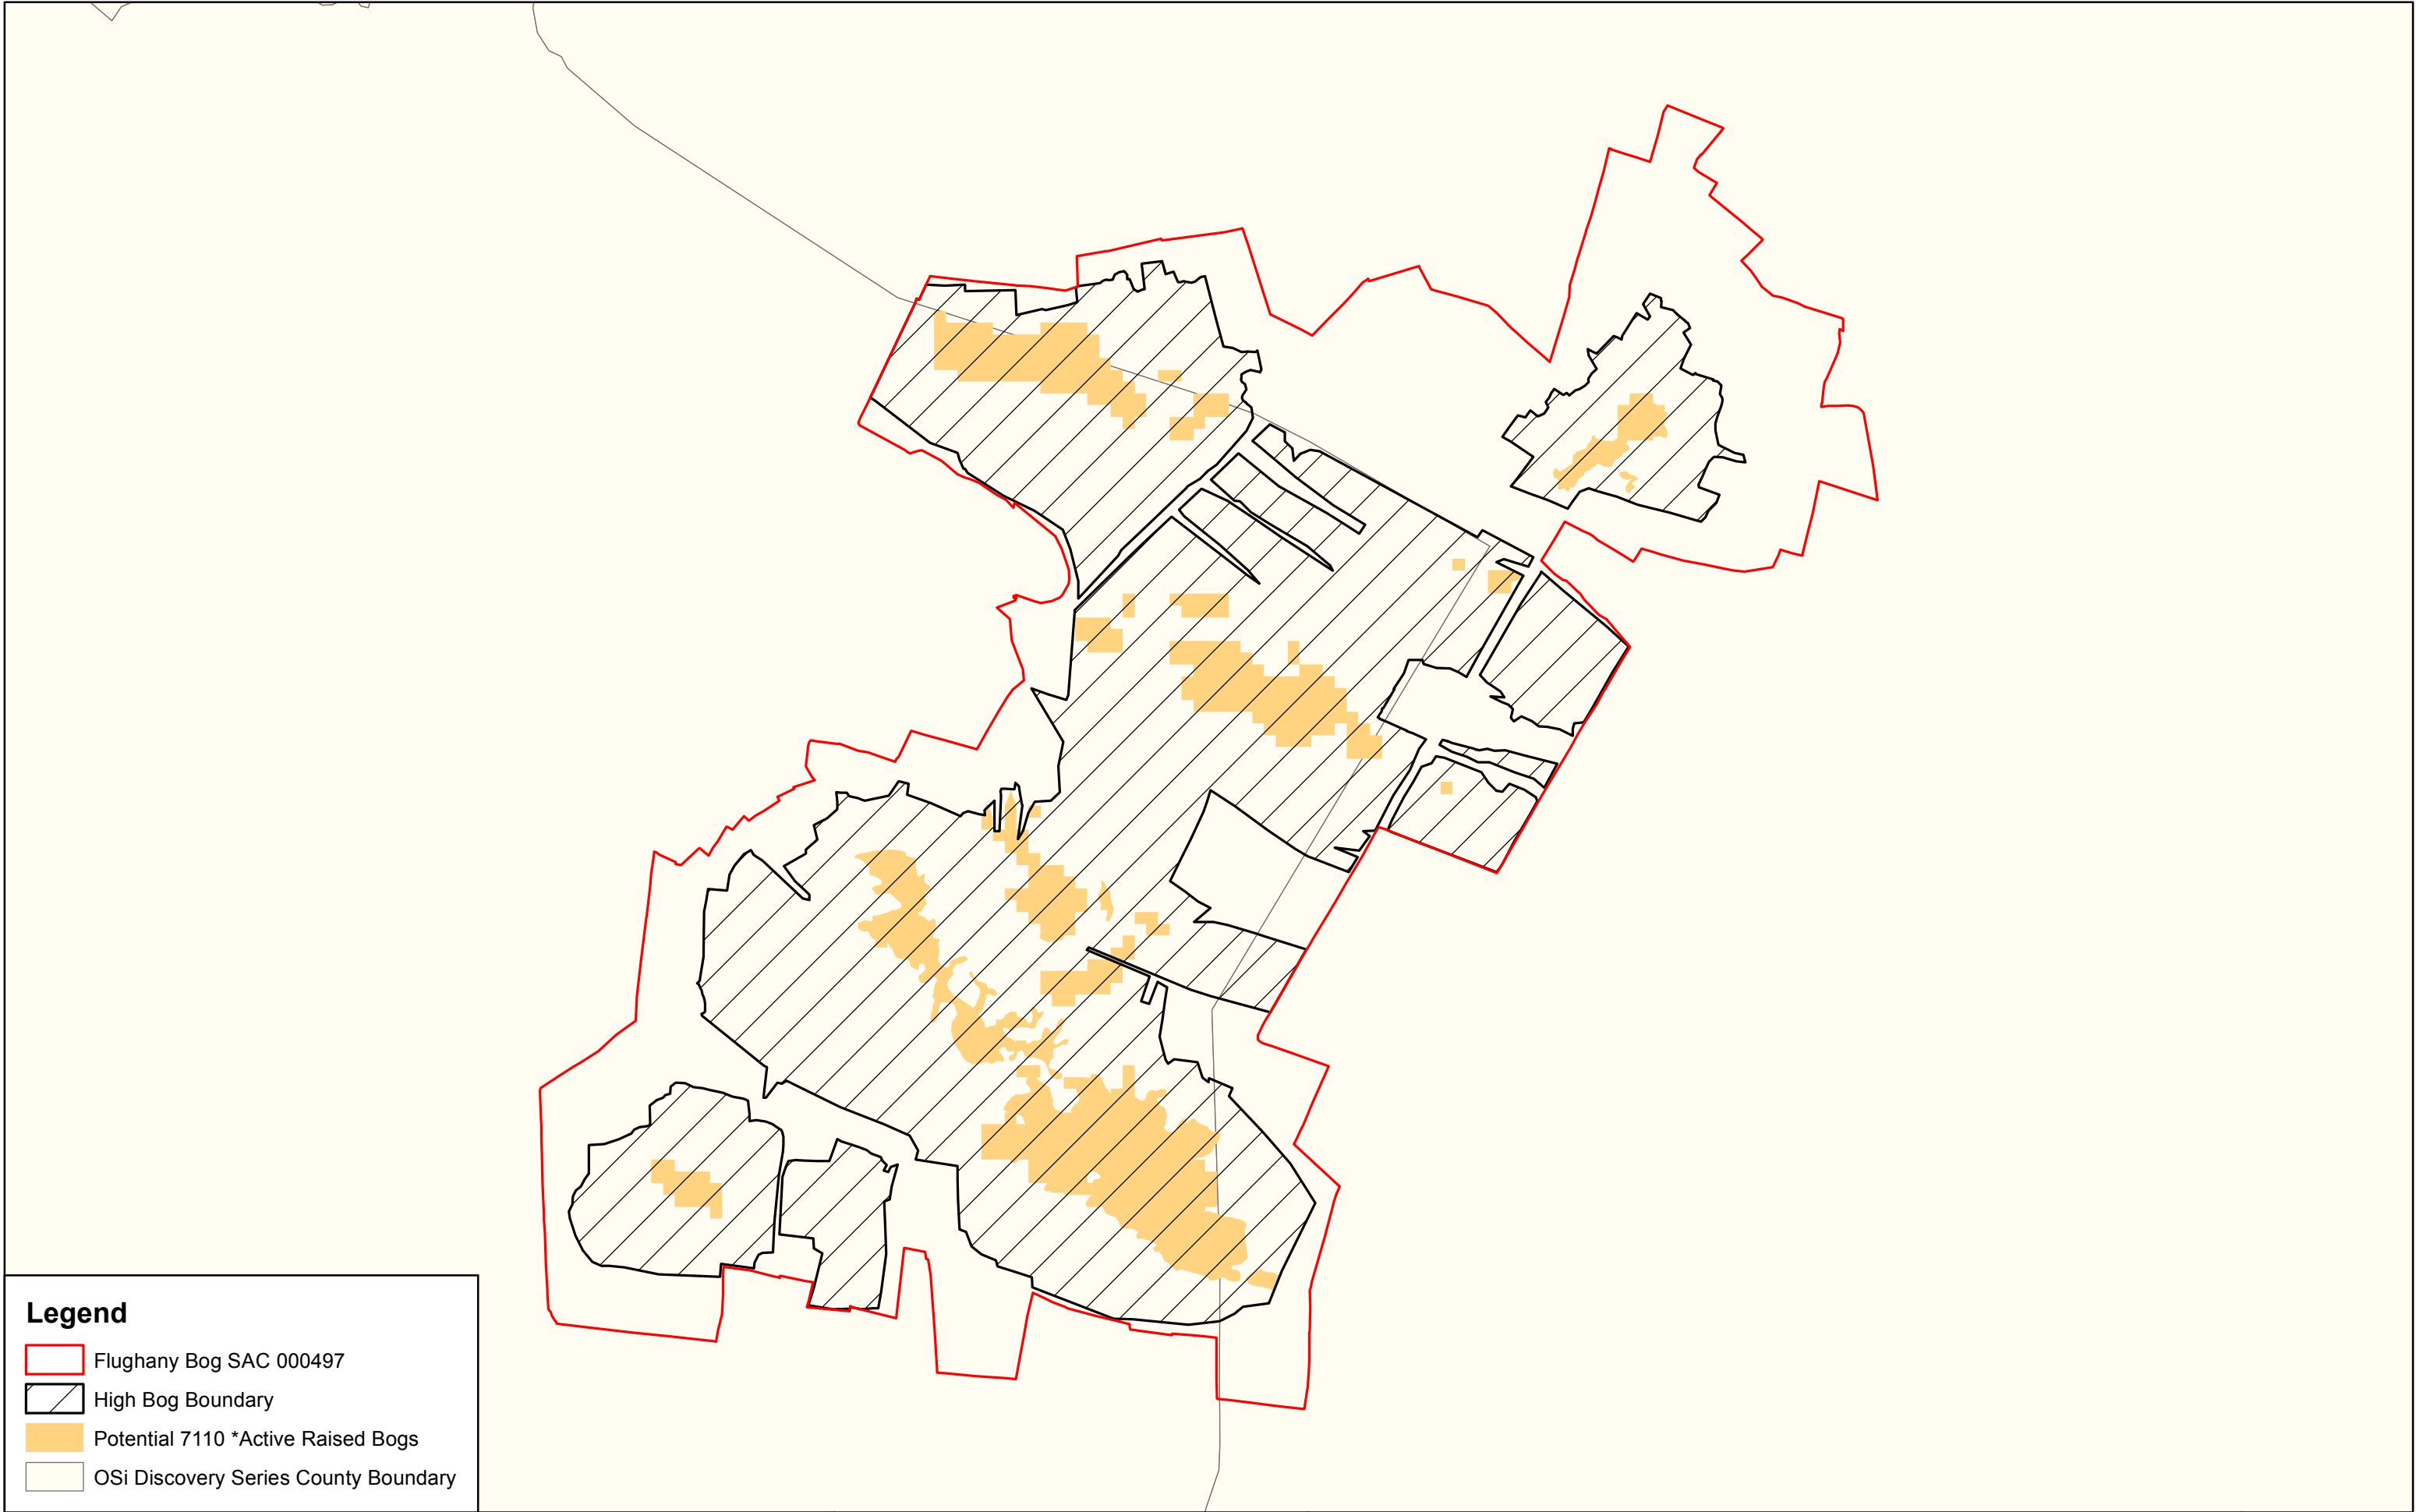 Legend
Flughany Bog SAC 000497
High Bog Boundary
Potential 7110 *Active Raised Bogs
OSi Discovery Series County Boundary